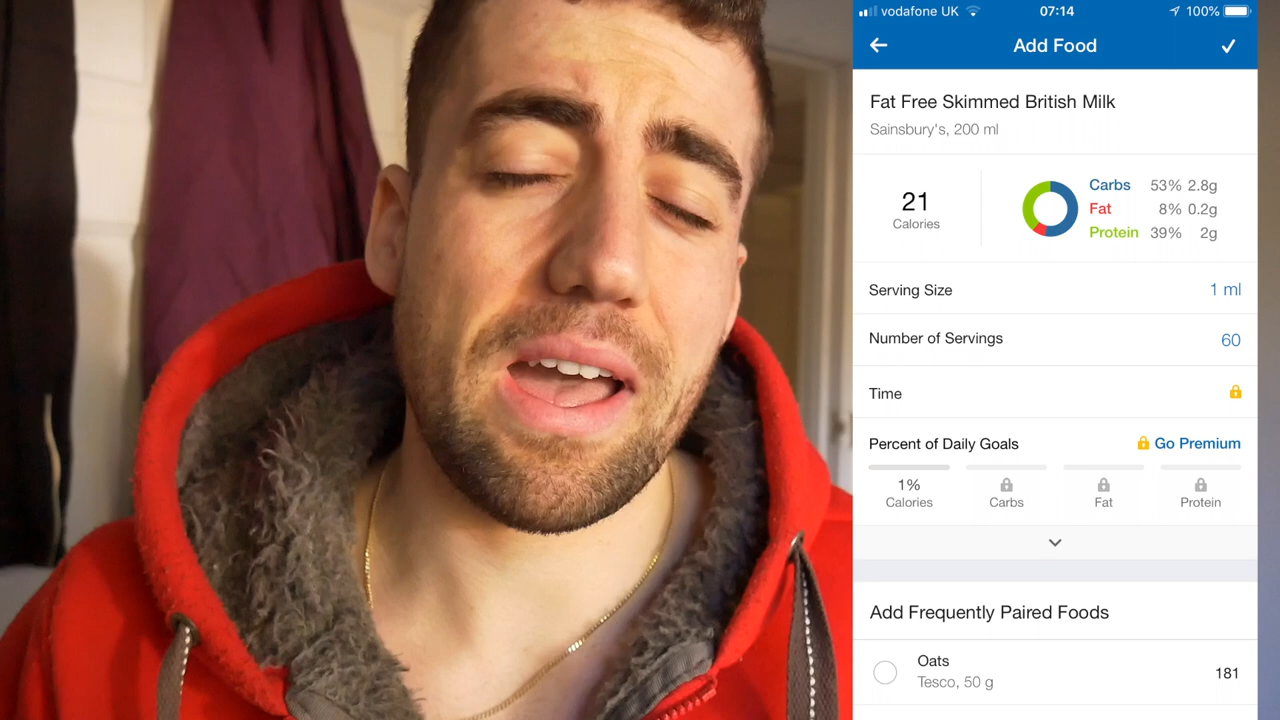 vodafone UK 07:14 100%
Add Food
Fat Free Skimmed British Milk
Sainsbury's, 200 ml
21
Calories
Carbs 53% 2.8g
Fat 8% 0.2g
Protein 39% 2g
Serving Size 1 ml
Number of Servings 60
Time
Percent of Daily Goals Go Premium
1%
Calories Carbs Fat Protein
Add Frequently Paired Foods
Oats 181
Tesco, 50 g